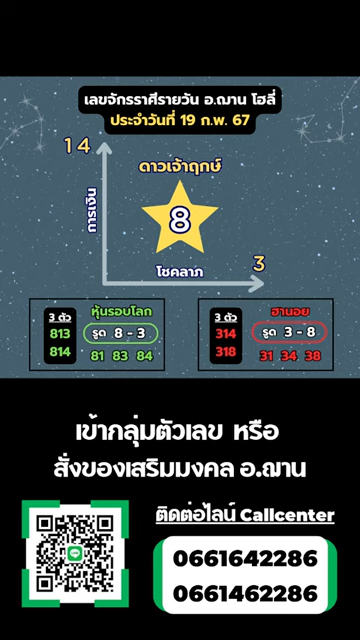 เลขจักรราศีรายวัน อ.ฌาน โฮลี่
ประจำวันที่ 19 ก.พ. 67
14
ดาวเจ้าฤกษ์
การเงิน
8
โชคลาภ
3
หุ้นรอบโลก
3 ตัว
813
814
รูด 8 - 3
81 83 84
ฮานอย
3 ตัว
314
318
รูด 3 - 8
31 34 38
เข้ากลุ่มตัวเลข หรือ
สั่งของเสริมมงคล อ.ฌาน
ติดต่อไลน์ Callcenter
0661642286
0661462286